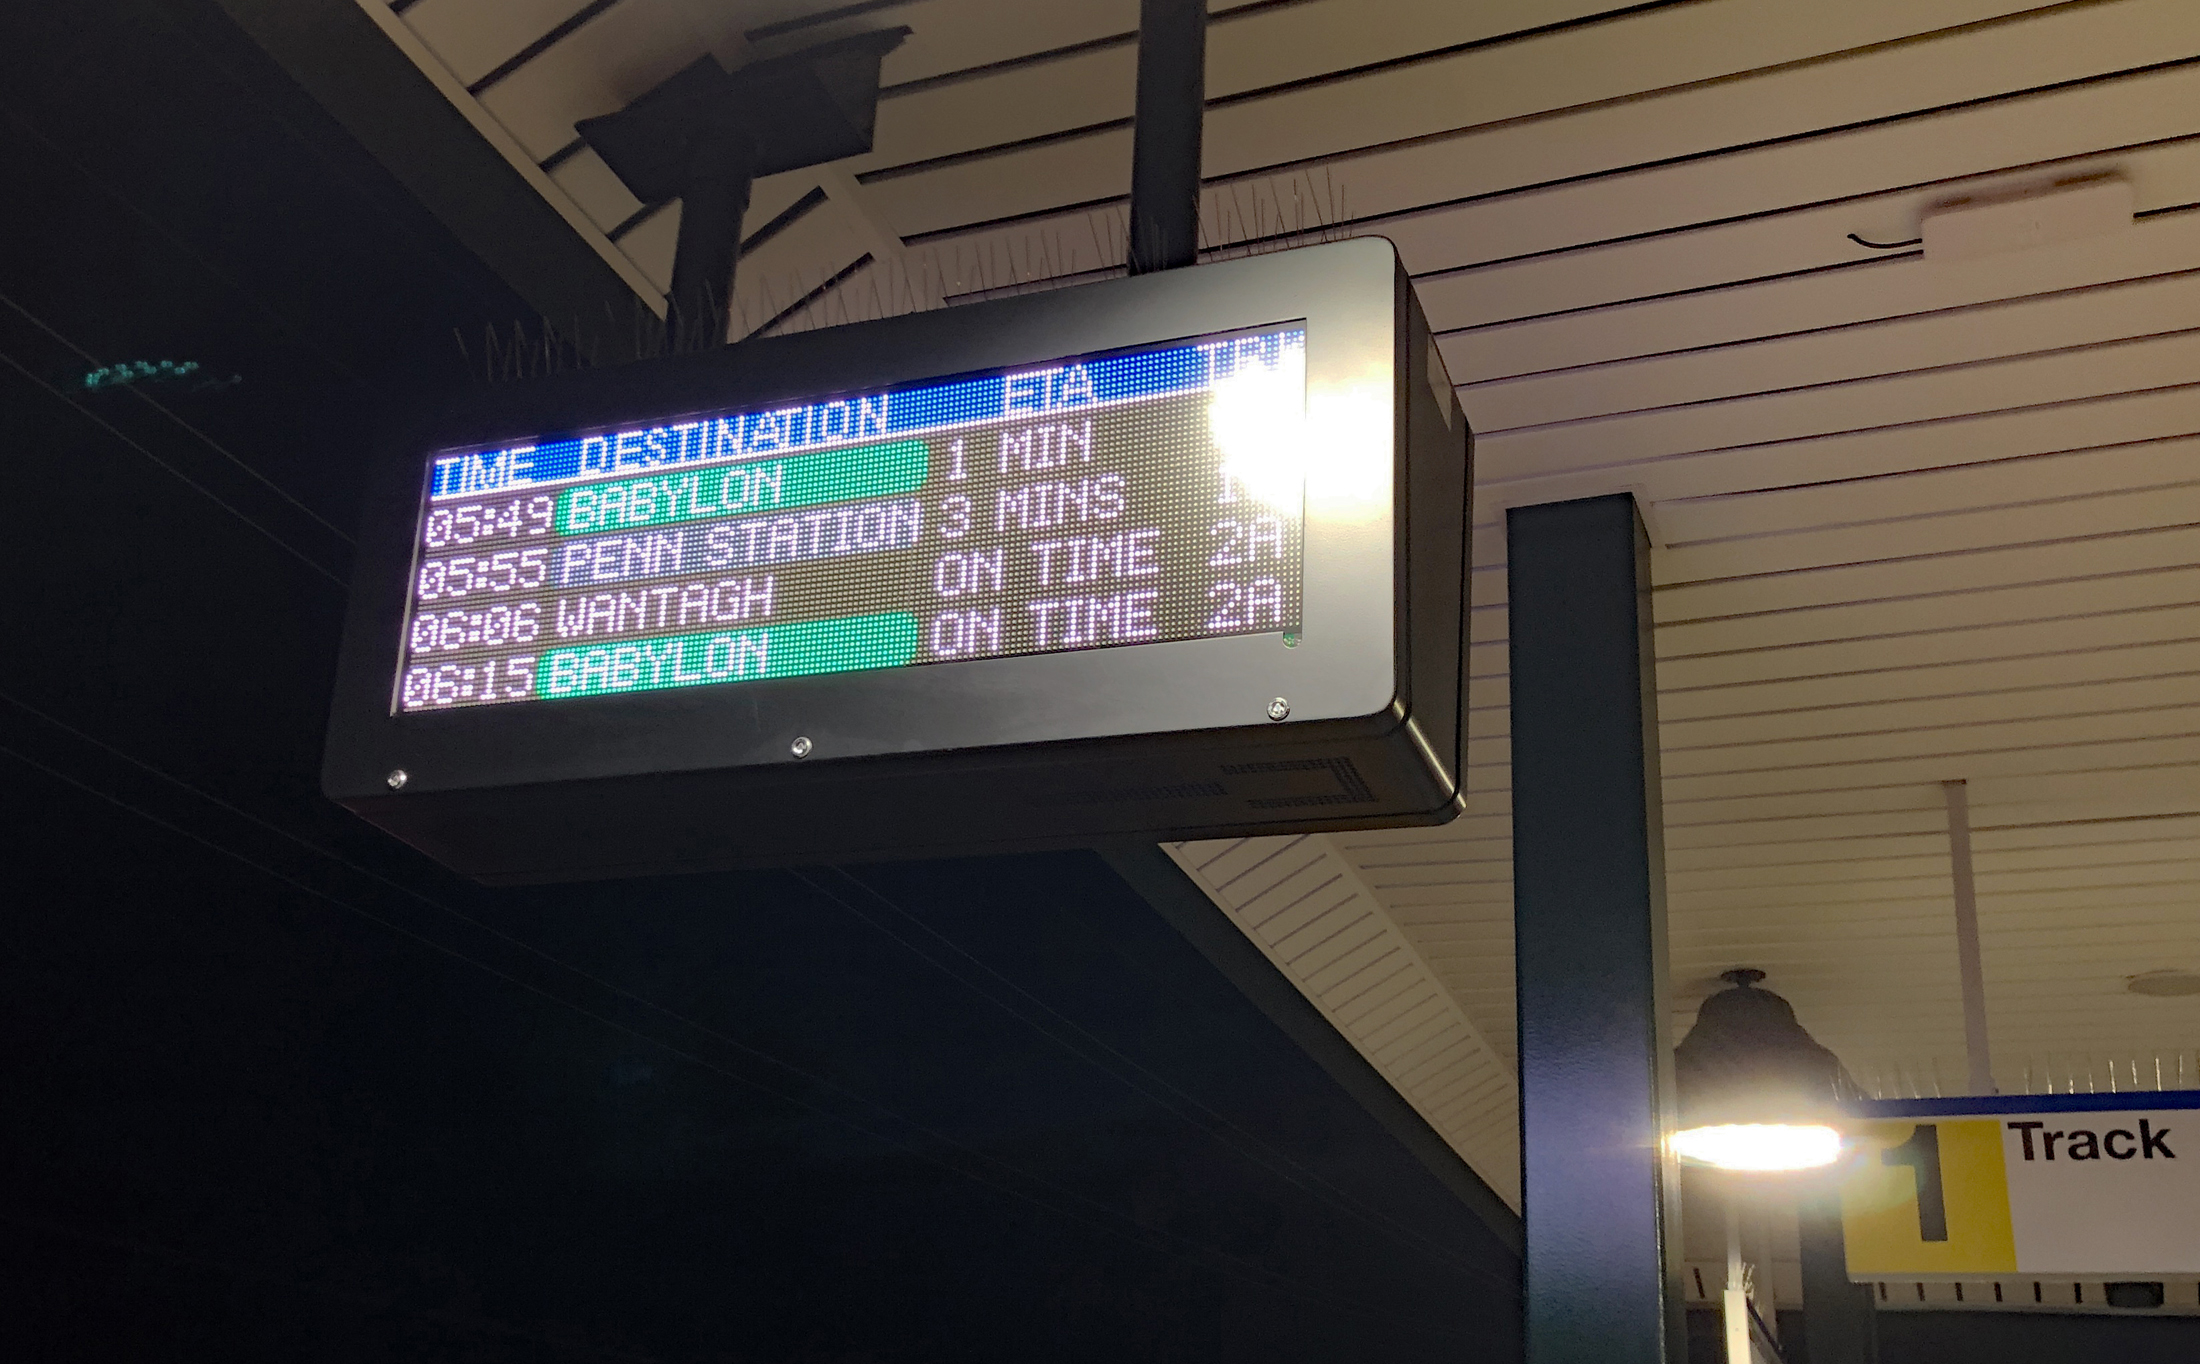 TIME DESTINATION ETA
05:49 BABYLON 1 MIN
05:55 PENN STATION 3 MINS
06:06 WANTAGH ON TIME 2A
06:15 BABYLON ON TIME 2A
1 Track